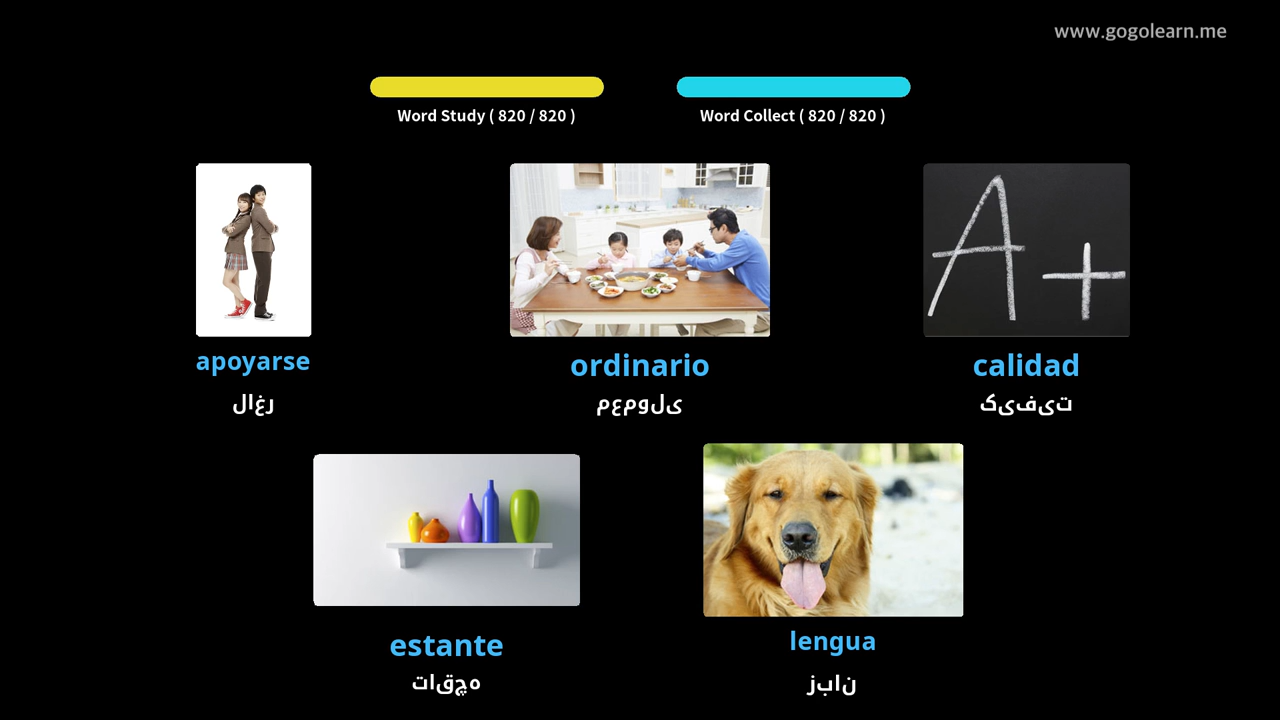 www.gogolearn.me
Word Study ( 820 / 820 )
Word Collect ( 820 / 820 )
apoyarse
ordinario
calidad
لاغر
معمولی
کیفیت
estante
lengua
تاقچه
زبان